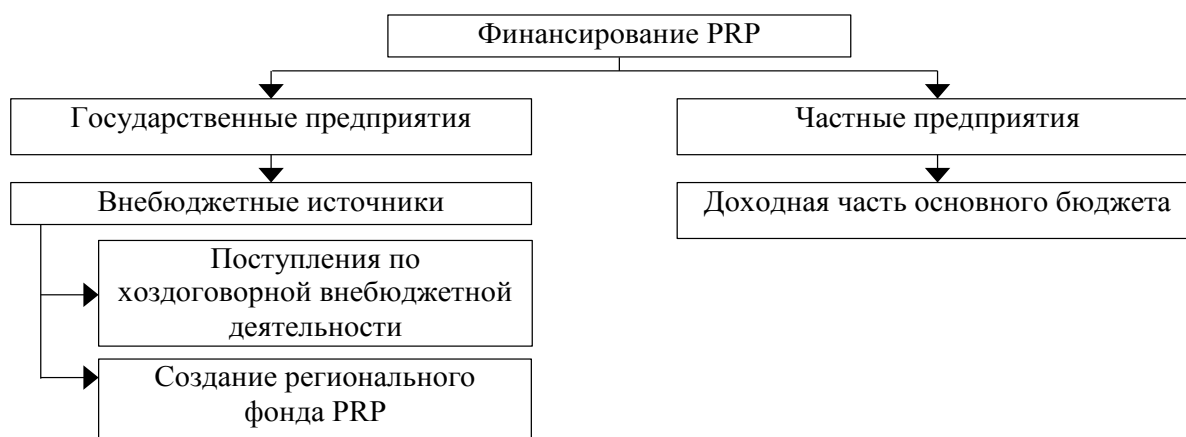 Финансирование PRP
Государственные предприятия
Частные предприятия
Внебюджетные источники
Доходная часть основного бюджета
Поступления по
хоздоговорной внебюджетной
деятельности
Создание регионального
фонда PRP